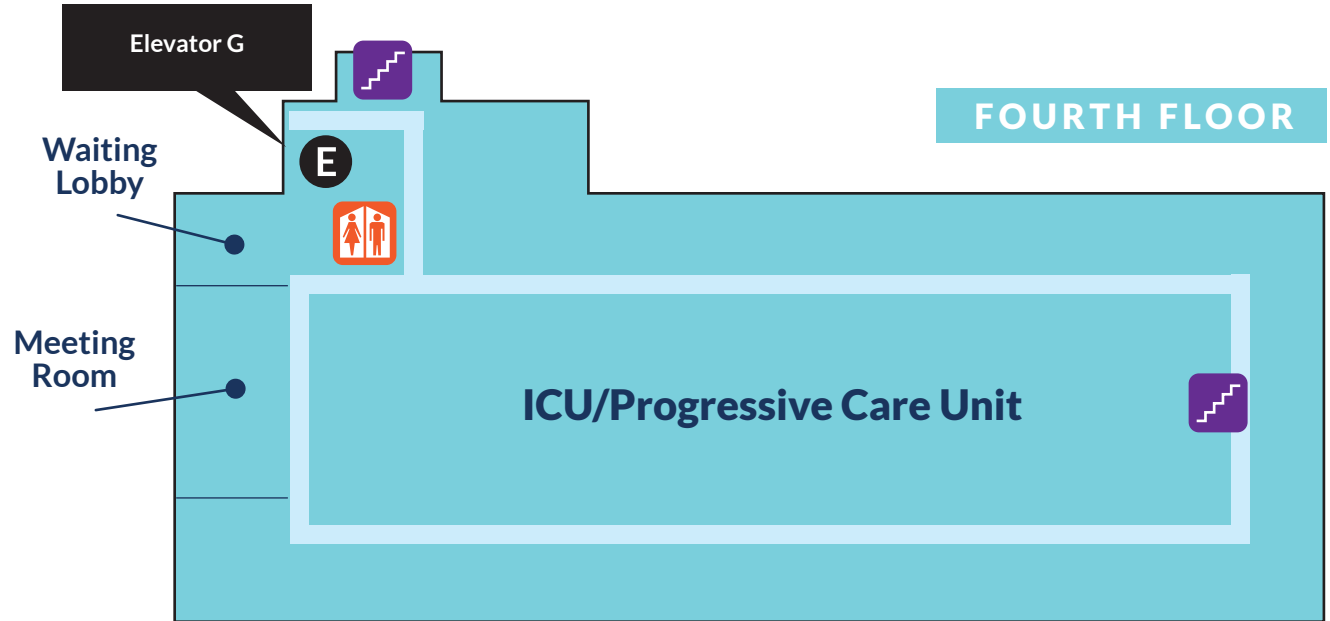 Elevator G
FOURTH FLOOR
Waiting
Lobby
E
Meeting
Room
ICU/Progressive Care Unit